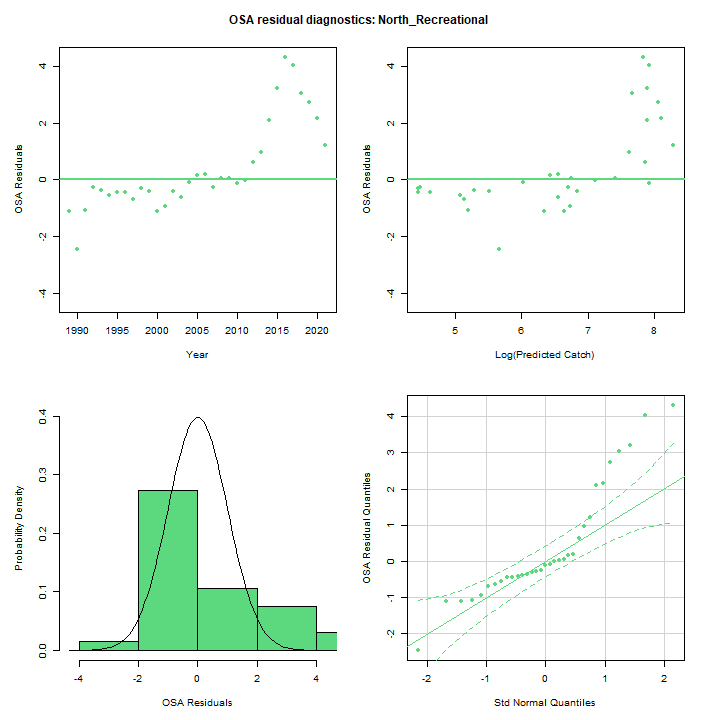 OSA residual diagnostics: North_Recreational
OSA Residuals
4
2
0
-2
-4
1990 1995 2000 2005 2010 2015 2020
Year
OSA Residuals
4
2
0
-2
-4
5 6 7 8
Log(Predicted Catch)
Probability Density
0.4
0.3
0.2
0.1
0.0
-4 -2 0 2 4
OSA Residuals
OSA Residual Quantiles
4
3
2
1
0
-1
-2
-2 -1 0 1 2
Std Normal Quantiles